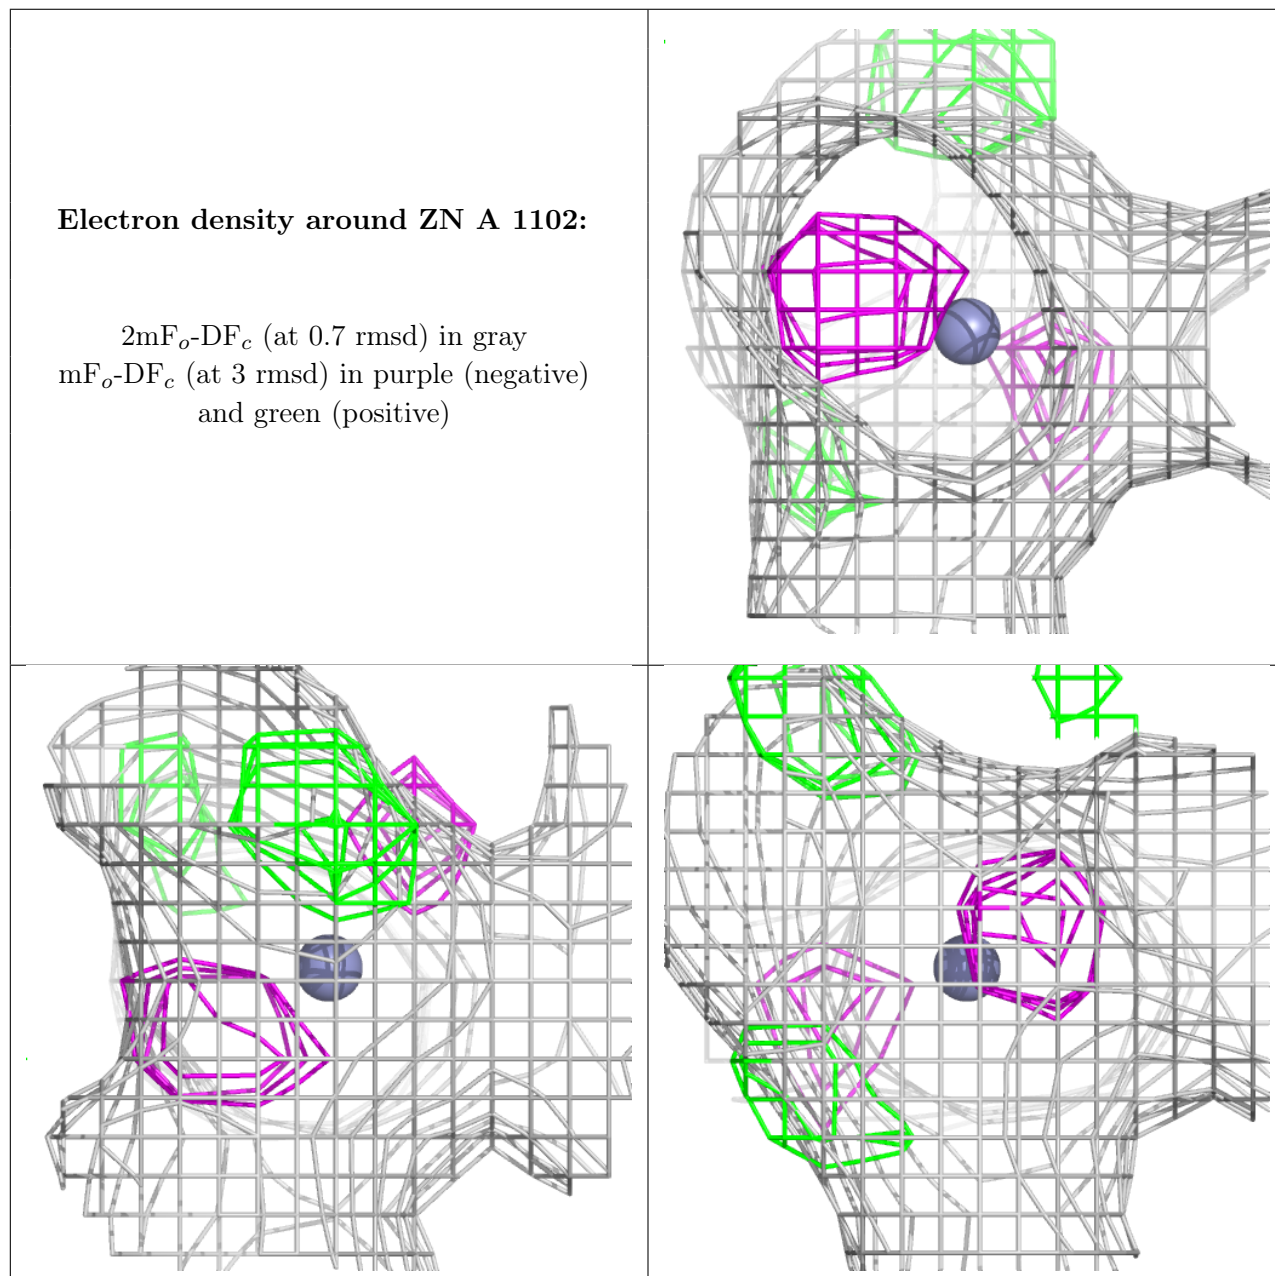 Electron density around ZN A 1102:
2mFo-DFc (at 0.7 rmsd) in gray
mFo-DFc (at 3 rmsd) in purple (negative)
and green (positive)